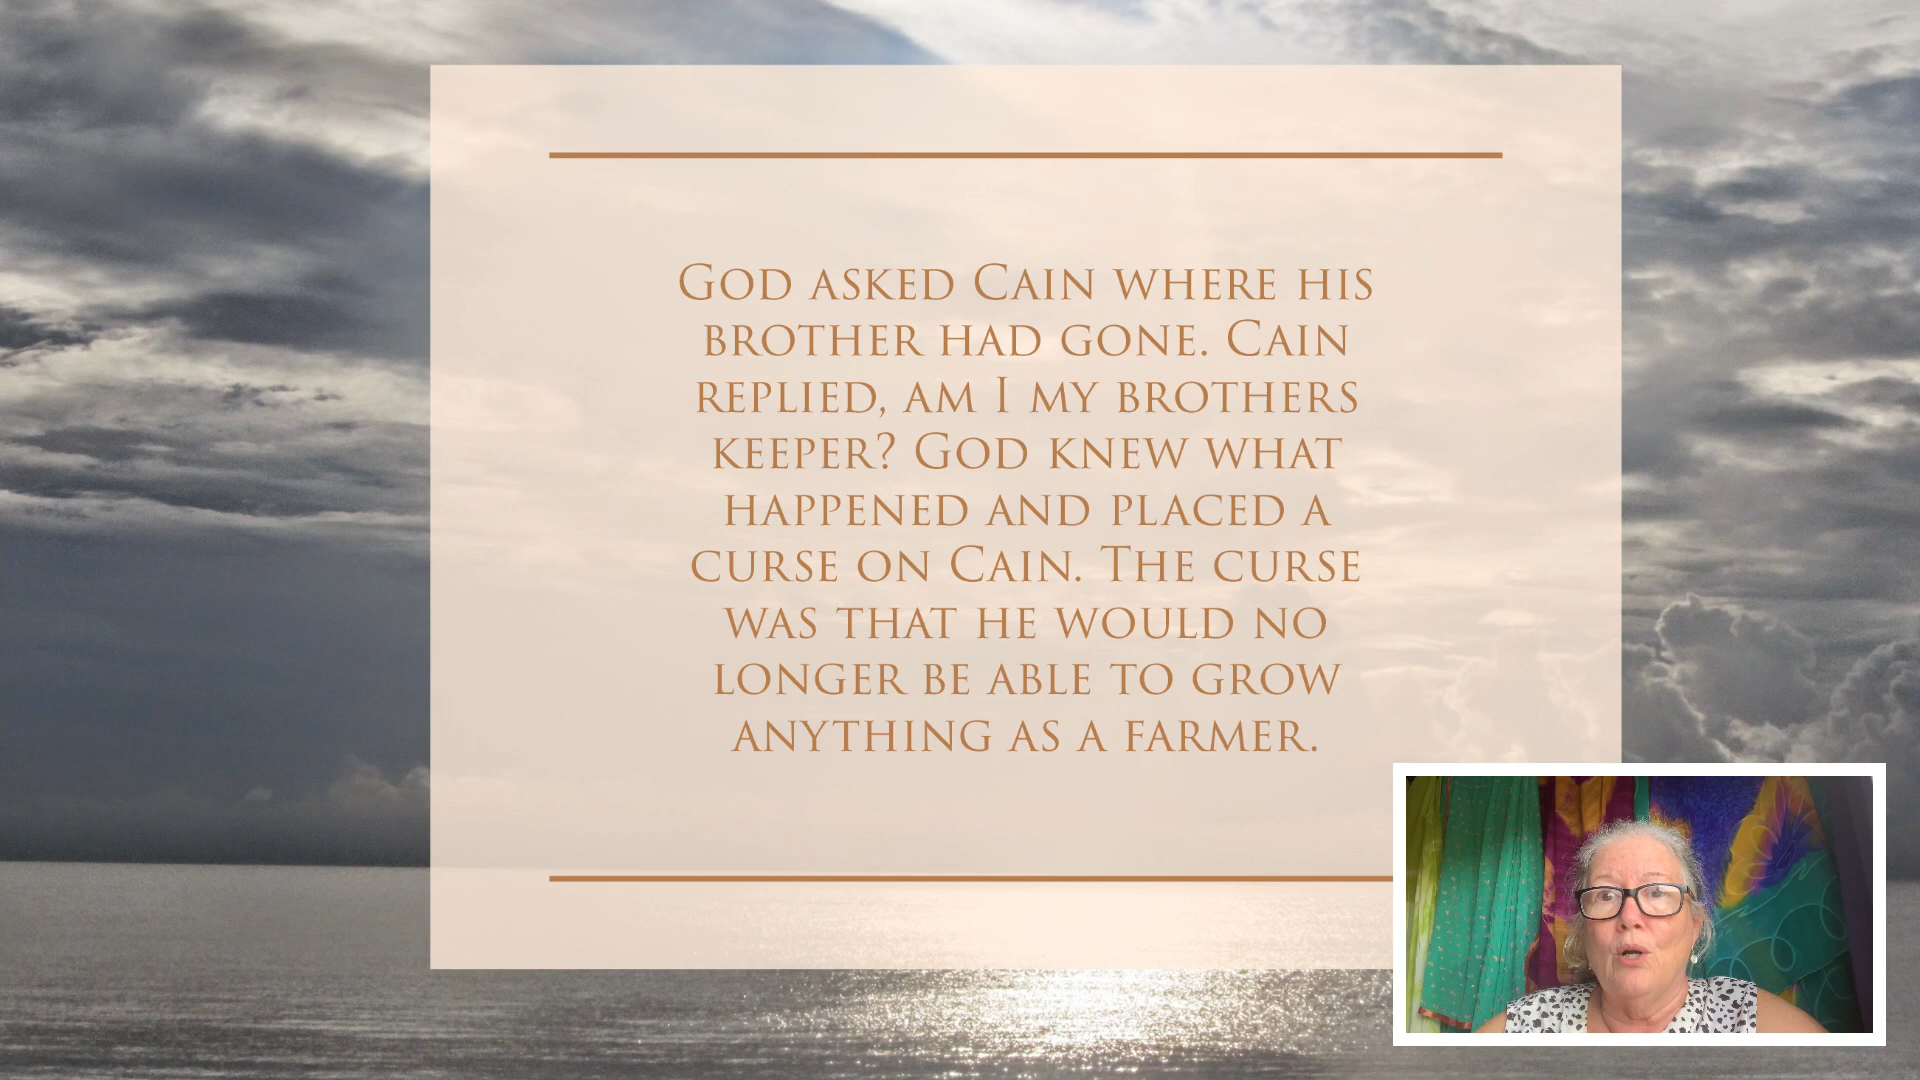 God asked Cain where his
brother had gone. Cain
replied, am I my brothers
keeper? God knew what
happened and placed a
curse on Cain. The curse
was that he would no
longer be able to grow
anything as a farmer.